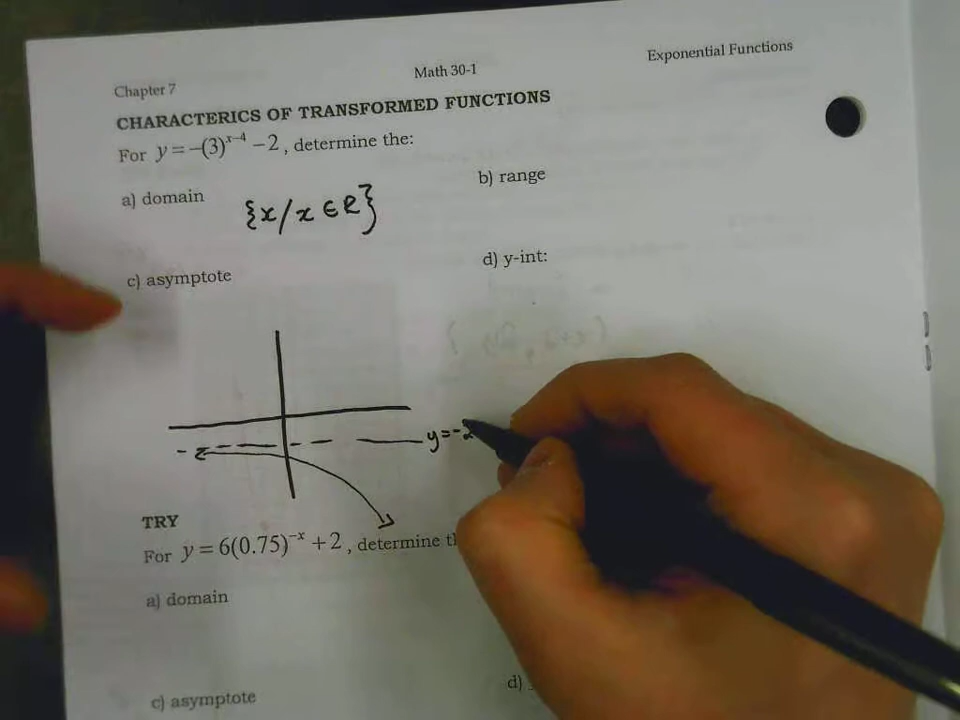 Chapter 7 Math 30-1 Exponential Functions
CHARACTERICS OF TRANSFORMED FUNCTIONS
For y = -(3)^{x-4} - 2, determine the:
a) domain {x/x ∈ R} b) range
c) asymptote d) y-int:
y=-2
TRY
For y = 6(0.75)^{-x} + 2, determine
a) domain
c) asymptote d)